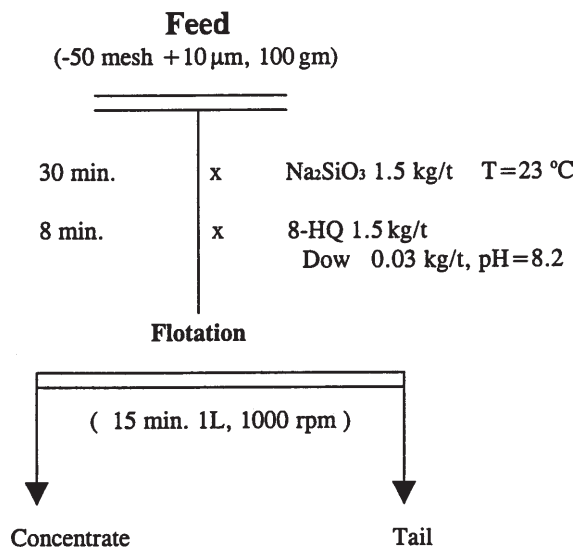 Feed
(-50 mesh +10 μm, 100 gm)
30 min. x Na₂SiO₃ 1.5 kg/t T=23 ºC
8 min. x 8-HQ 1.5 kg/t
Dow 0.03 kg/t, pH=8.2
Flotation
( 15 min. 1L, 1000 rpm )
Concentrate Tail